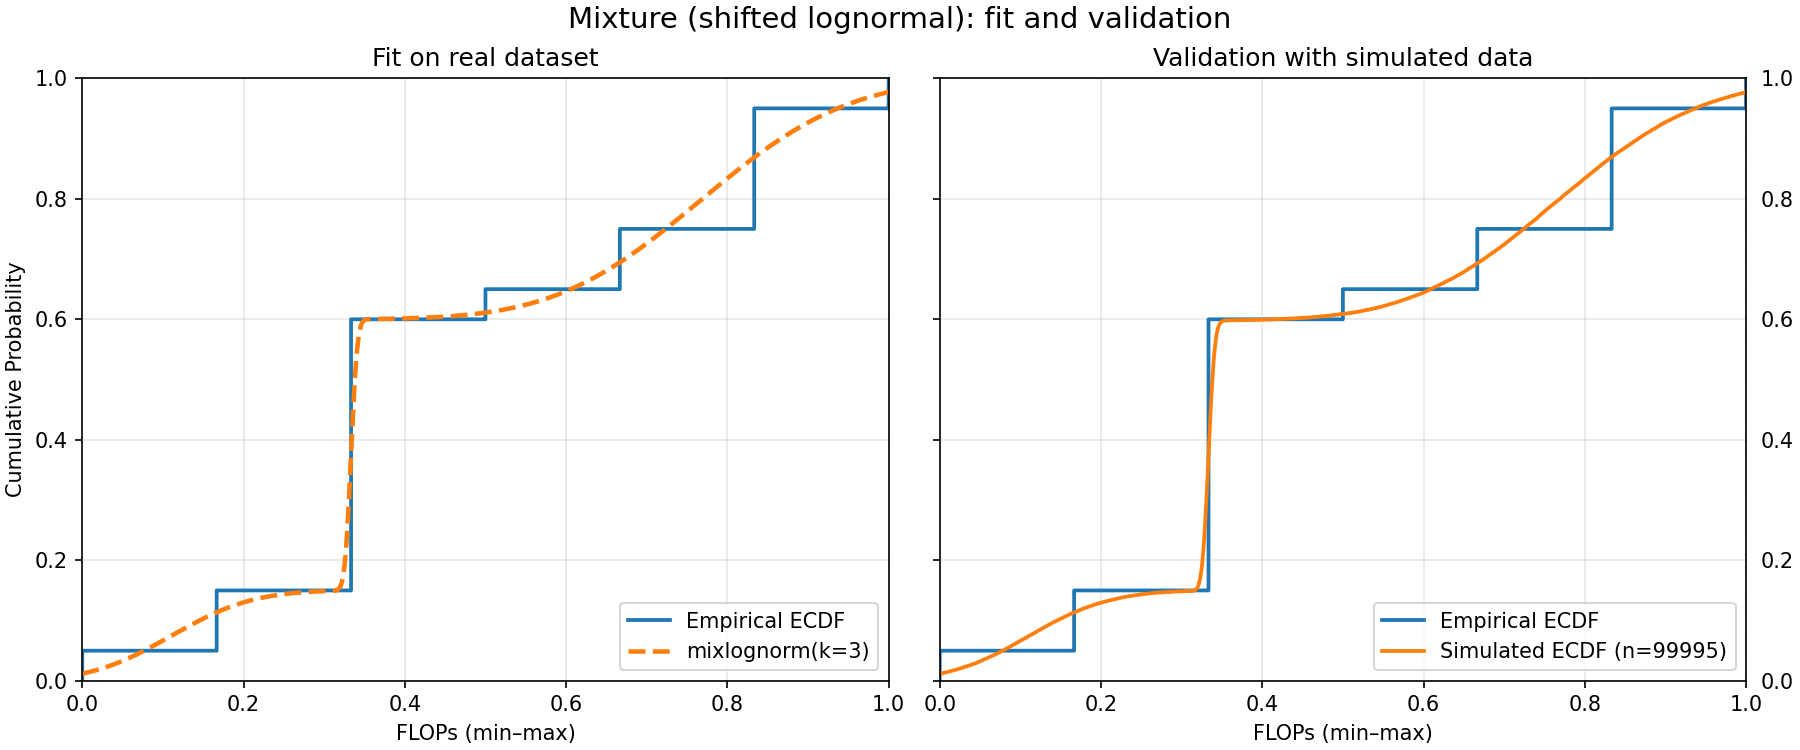 Mixture (shifted lognormal): fit and validation
Fit on real dataset
1.0
0.8
0.6
0.4
0.2
0.0
Cumulative Probability
0.0 0.2 0.4 0.6 0.8 1.0
FLOPs (min–max)
Empirical ECDF
mixlognorm(k=3)
Validation with simulated data
1.0
0.8
0.6
0.4
0.2
0.0
0.0 0.2 0.4 0.6 0.8 1.0
FLOPs (min–max)
Empirical ECDF
Simulated ECDF (n=99995)